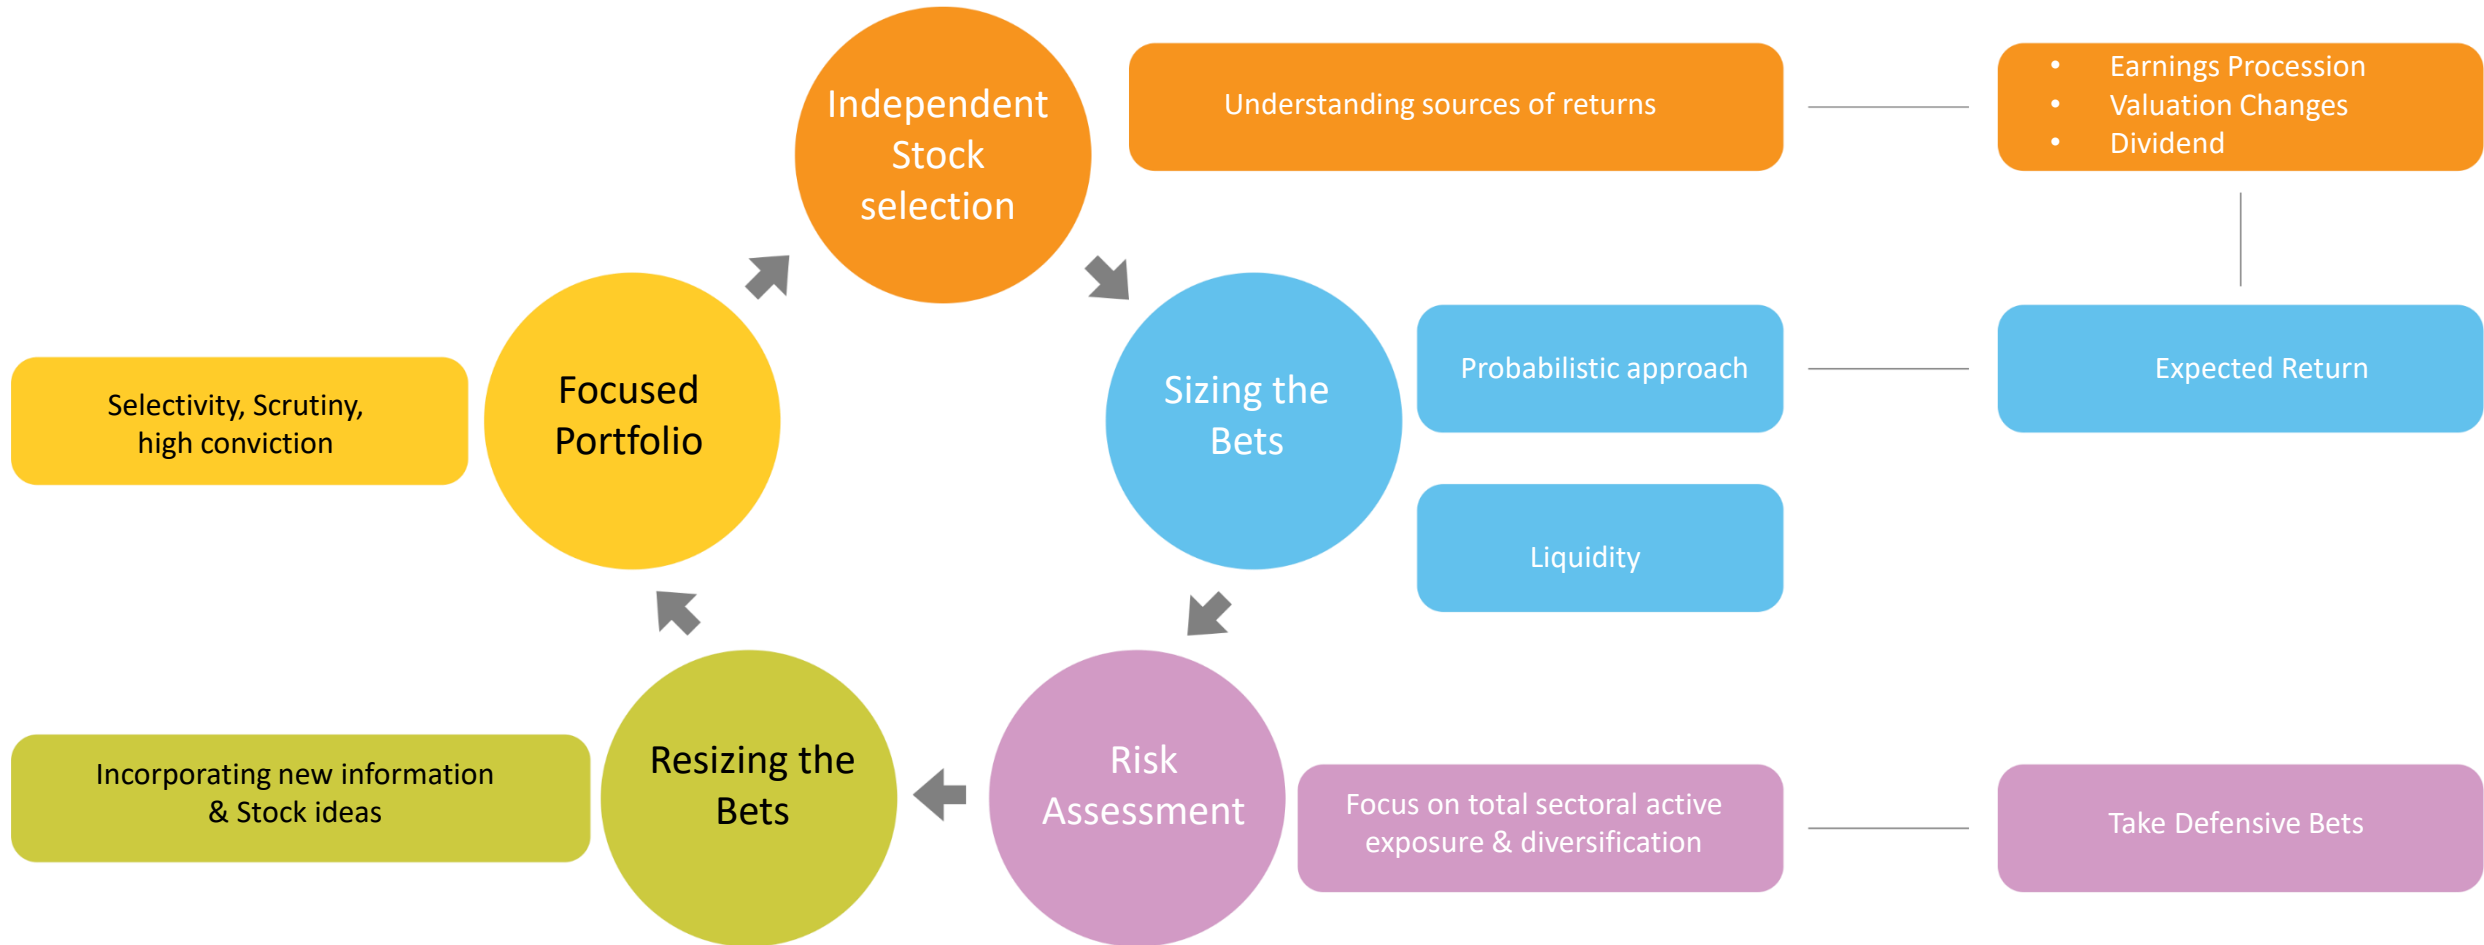 Independent
Stock
selection
Understanding sources of returns
• Earnings Procession
• Valuation Changes
• Dividend
Focused
Portfolio
Selectivity, Scrutiny,
high conviction
Sizing the
Bets
Probabilistic approach
Expected Return
Liquidity
Resizing the
Bets
Incorporating new information
& Stock ideas
Risk
Assessment
Focus on total sectoral active
exposure & diversification
Take Defensive Bets